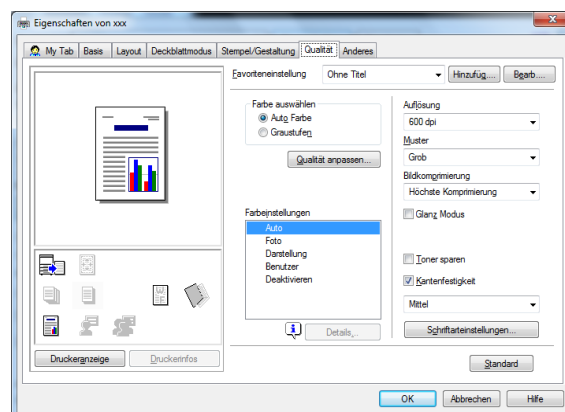 Eigenschaften von xxx
My Tab Basis Layout Deckblattmodus Stempel/Gestaltung Qualität Anderes
Favoriteneinstellung Ohne Titel Hinzufüg.... Bearb....
Farbe auswählen
Auto Farbe
Graustufen
Qualität anpassen...
Auflösung
600 dpi
Muster
Grob
Bildkomprimierung
Höchste Komprimierung
Glanz Modus
Farbeinstellungen
Auto
Foto
Darstellung
Benutzer
Deaktivieren
Details...
Toner sparen
Kantenfestigkeit
Mittel
Schriftarteinstellungen...
Druckeranzeige Druckerinfos
Standard
OK Abbrechen Hilfe